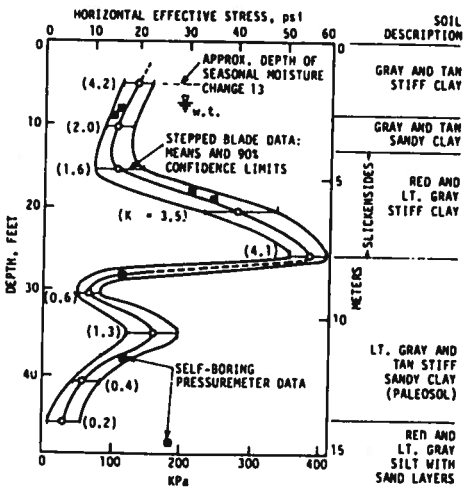 HORIZONTAL EFFECTIVE STRESS, psi
SOIL
DESCRIPTION
0 10 20 30 40 50 60
0
0
APPROX. DEPTH OF
SEASONAL MOISTURE
CHANGE 13
(4.2)
w.t.
GRAY AND TAN
STIFF CLAY
10
(2.0)
GRAY AND TAN
SANDY CLAY
STEPPED BLADE DATA:
MEANS AND 90%
CONFIDENCE LIMITS
(1.6)
5
20
(K = 3.5)
SLICKENSIDES
RED AND
LT. GRAY
STIFF CLAY
(4.1)
DEPTH, FEET
30
(0.6)
METERS
10
(1.3)
LT. GRAY AND
TAN STIFF
SANDY CLAY
(PALEOSOL)
SELF-BORING
PRESSUREMETER DATA
40
(0.4)
(0.2)
15
RED AND
LT. GRAY
SILT WITH
SAND LAYERS
0 100 200 300 400
KPa